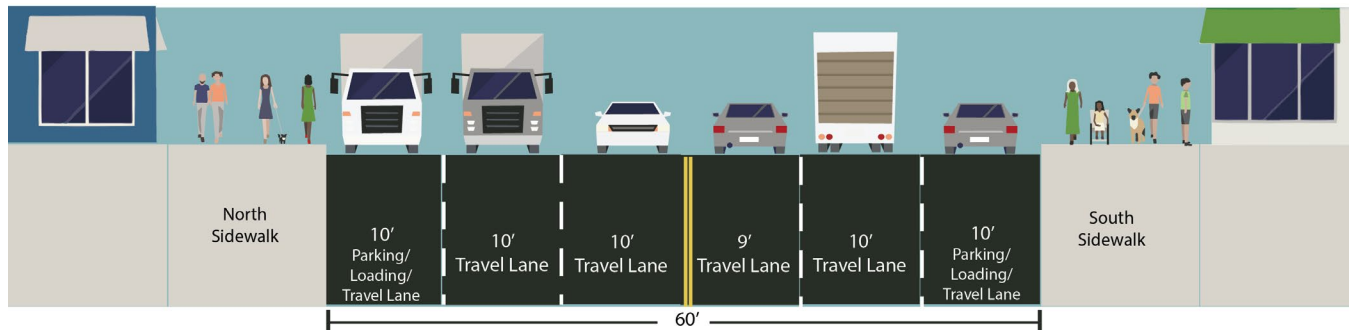 North
Sidewalk
10’
Parking/
Loading/
Travel Lane
10’
Travel Lane
10’
Travel Lane
9’
Travel Lane
10’
Travel Lane
10’
Parking/
Loading/
Travel Lane
South
Sidewalk
60’